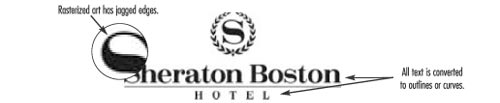 Rasterized art has jagged edges.
S
Sheraton Boston
HOTEL
All text is converted
to outlines or curves.